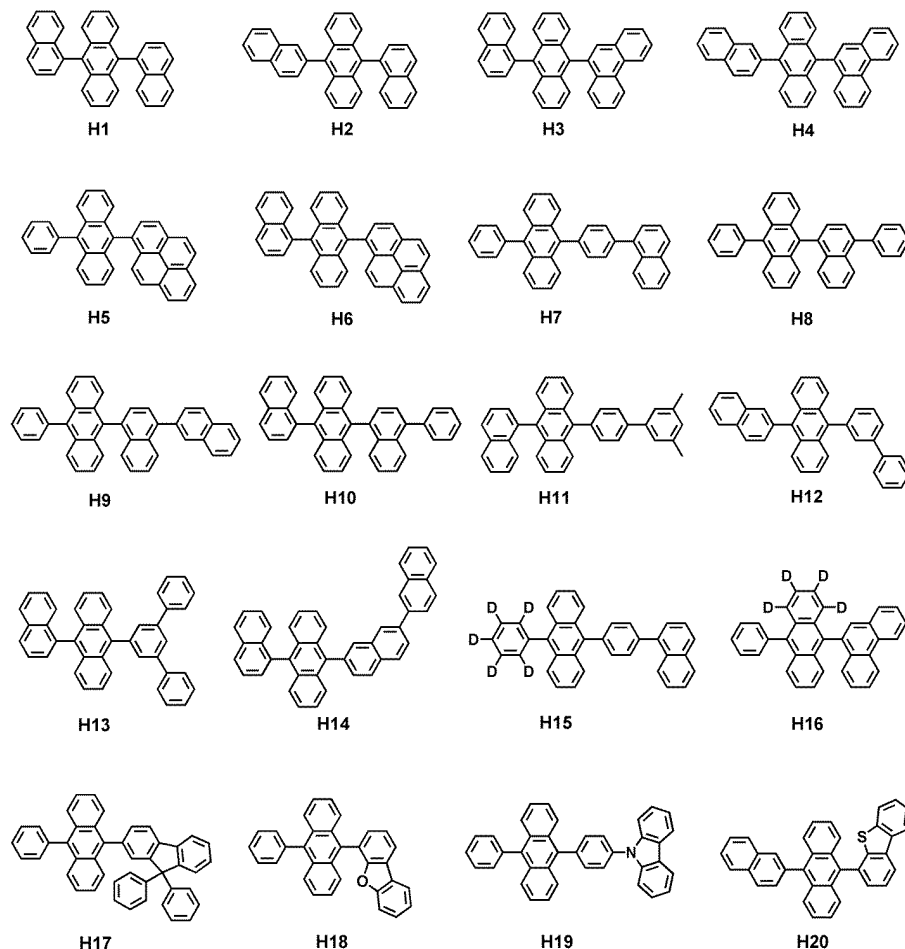 H1 H2 H3 H4
H5 H6 H7 H8
H9 H10 H11 H12
D D
D D
D D D D
D
D D
H13 H14 H15 H16
S
O N
H17 H18 H19 H20